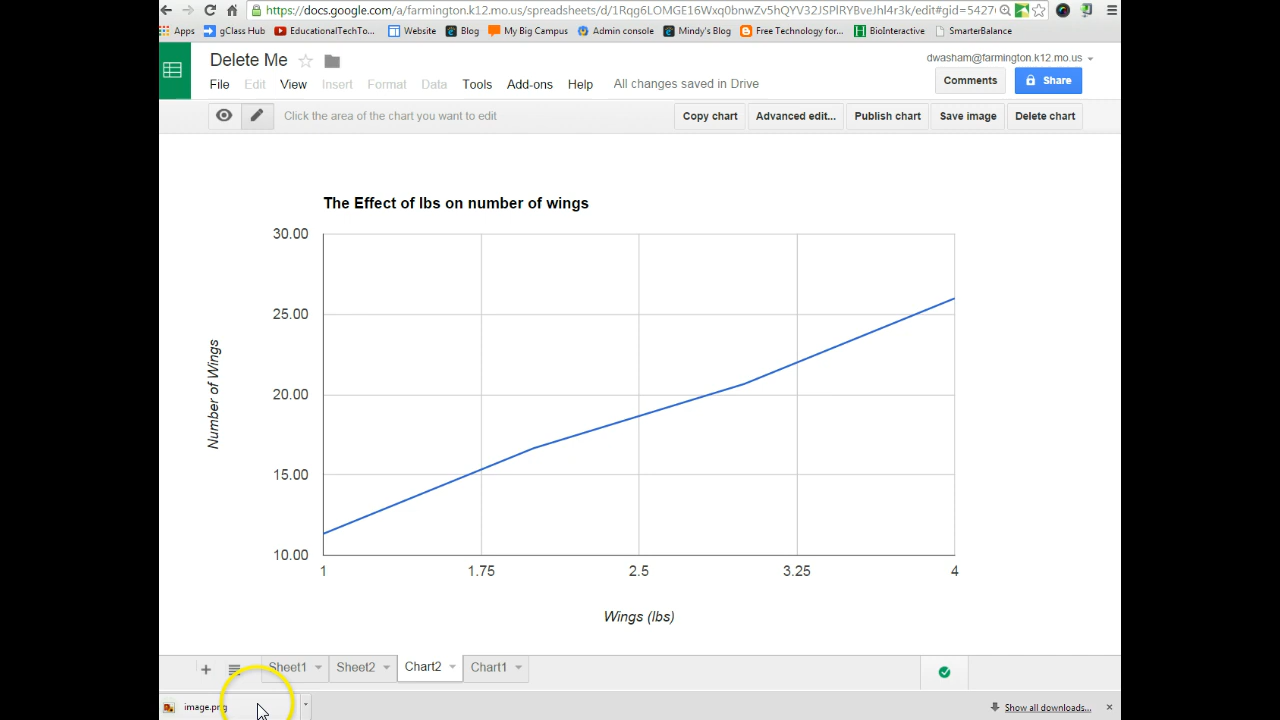 https://docs.google.com/a/farmington.k12.mo.us/spreadsheets/d/1Rqg6LOMGE16Wxq0bnwZv5hQYV32JSPlRYBveJhl4r3k/edit#gid=5427
Apps gClass Hub EducationalTechTo... Website Blog My Big Campus Admin console Mindy's Blog Free Technology for... BioInteractive SmarterBalance
Delete Me dwasham@farmington.k12.mo.us
File Edit View Insert Format Data Tools Add-ons Help All changes saved in Drive Comments Share
Click the area of the chart you want to edit Copy chart Advanced edit... Publish chart Save image Delete chart
The Effect of lbs on number of wings
30.00
25.00
20.00
15.00
10.00
Number of Wings
1 1.75 2.5 3.25 4
Wings (lbs)
Sheet1 Sheet2 Chart2 Chart1
image.png Show all downloads...